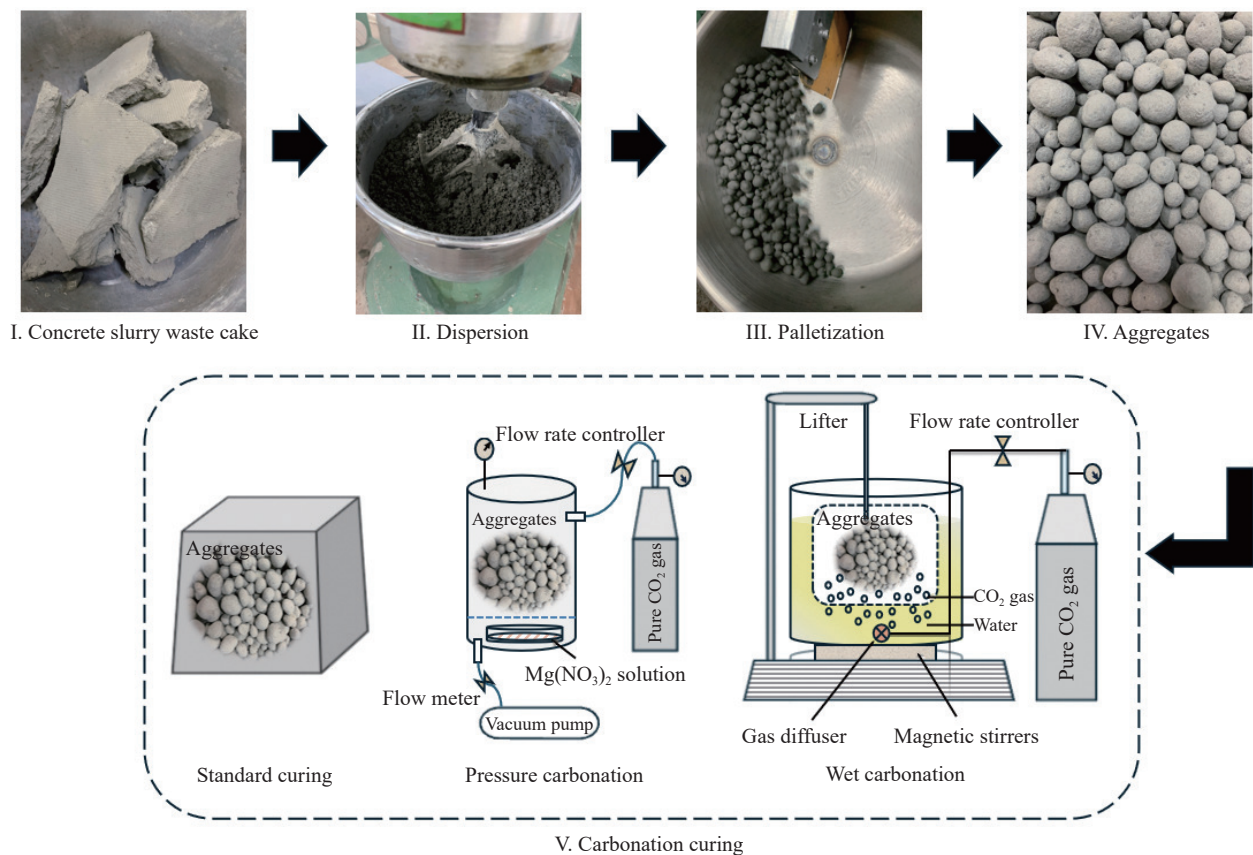 I. Concrete slurry waste cake
II. Dispersion
III. Palletization
IV. Aggregates
Lifter
Flow rate controller
Flow rate controller
Aggregates
Aggregates
Aggregates
Pure CO₂ gas
CO₂ gas
Water
Pure CO₂ gas
Mg(NO₃)₂ solution
Flow meter
Vacuum pump
Gas diffuser
Magnetic stirrers
Standard curing
Pressure carbonation
Wet carbonation
V. Carbonation curing